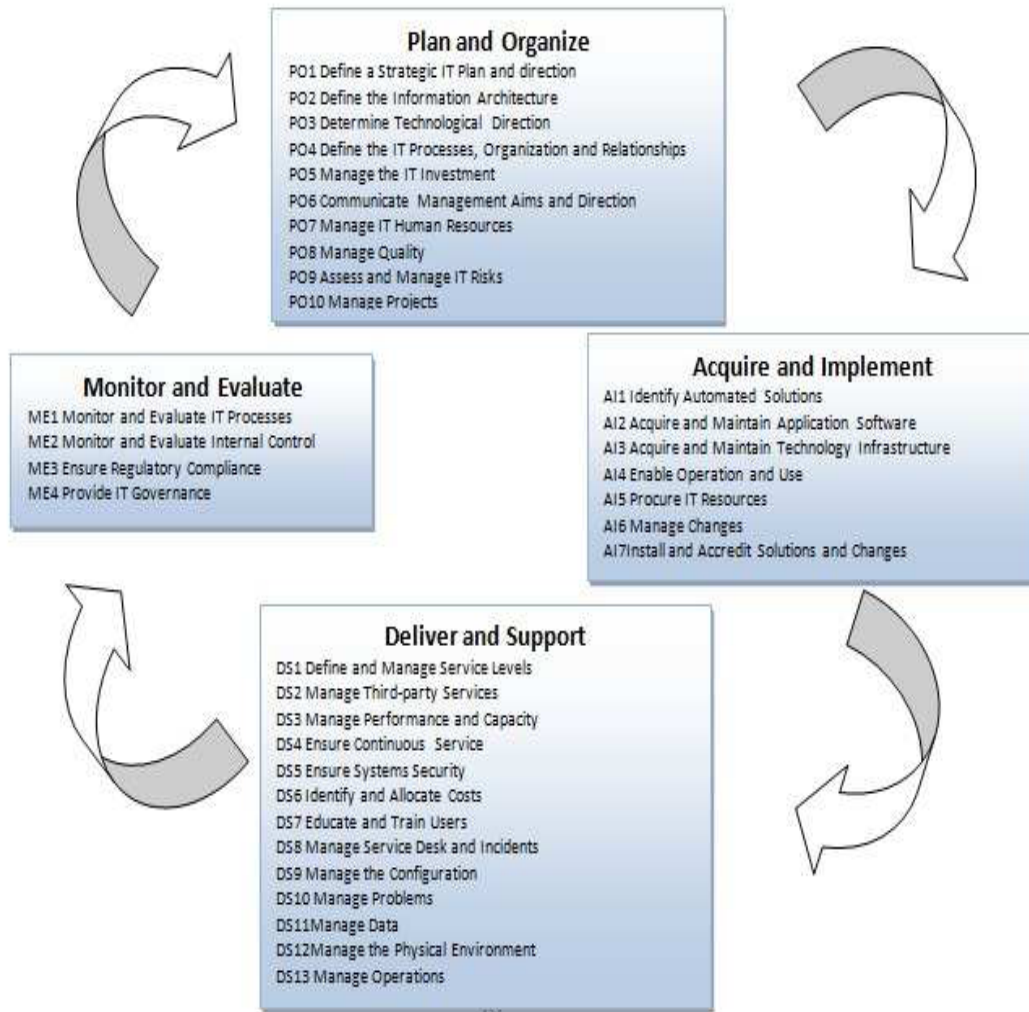 Plan and Organize
PO1 Define a Strategic IT Plan and direction
PO2 Define the Information Architecture
PO3 Determine Technological Direction
PO4 Define the IT Processes, Organization and Relationships
PO5 Manage the IT Investment
PO6 Communicate Management Aims and Direction
PO7 Manage IT Human Resources
PO8 Manage Quality
PO9 Assess and Manage IT Risks
PO10 Manage Projects
Monitor and Evaluate
ME1 Monitor and Evaluate IT Processes
ME2 Monitor and Evaluate Internal Control
ME3 Ensure Regulatory Compliance
ME4 Provide IT Governance
Acquire and Implement
AI1 Identify Automated Solutions
AI2 Acquire and Maintain Application Software
AI3 Acquire and Maintain Technology Infrastructure
AI4 Enable Operation and Use
AI5 Procure IT Resources
AI6 Manage Changes
AI7Install and Accredit Solutions and Changes
Deliver and Support
DS1 Define and Manage Service Levels
DS2 Manage Third-party Services
DS3 Manage Performance and Capacity
DS4 Ensure Continuous Service
DS5 Ensure Systems Security
DS6 Identify and Allocate Costs
DS7 Educate and Train Users
DS8 Manage Service Desk and Incidents
DS9 Manage the Configuration
DS10 Manage Problems
DS11Manage Data
DS12Manage the Physical Environment
DS13 Manage Operations